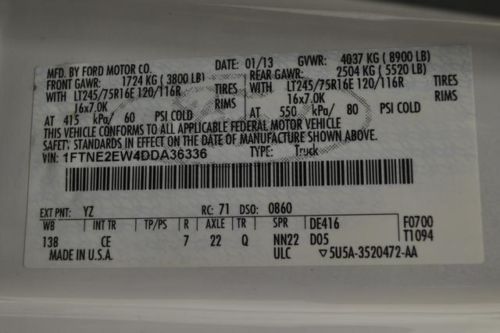 MFD. BY FORD MOTOR CO. DATE: 01/13 GVWR: 4037 KG (8900 LB)
FRONT GAWR: 1724 KG (3800 LB) REAR GAWR: 2504 KG (5520 LB)
WITH LT245/75R16E 120/116R TIRES WITH LT245/75R16E 120/116R TIRES
16x7.0K RIMS 16x7.0K RIMS
AT 415 kPa/ 60 PSI COLD AT 550 kPa/ 80 PSI COLD
THIS VEHICLE CONFORMS TO ALL APPLICABLE FEDERAL MOTOR VEHICLE
SAFETY STANDARDS IN EFFECT ON THE DATE OF MANUFACTURE SHOWN ABOVE.
VIN: 1FTNE2EW4DDA36336 TYPE: Truck
EXT PNT: YZ RC: 71 DSO: 0860
WB INT TR TP/PS R AXLE TR SPR DE416 F0700
138 CE 7 22 Q NN22 D05 T1094
MADE IN U.S.A. ULC ▽5U5A-3520472-AA